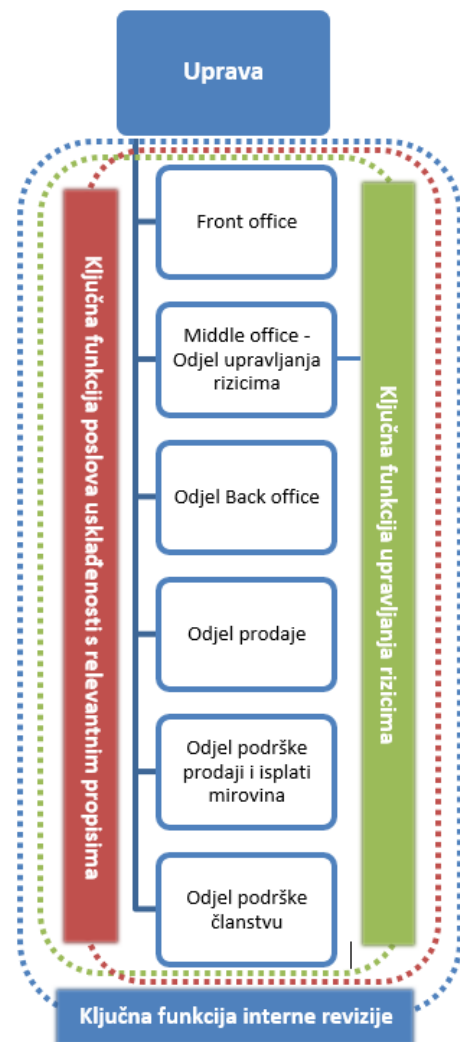 Uprava
Front office
Middle office -
Odjel upravljanja
rizicima
Odjel Back office
Odjel prodaje
Odjel podrške
prodaji i isplati
mirovina
Odjel podrške
članstvu
Ključna funkcija poslova usklađenosti s relevantnim propisima
Ključna funkcija upravljanja rizicima
Ključna funkcija interne revizije